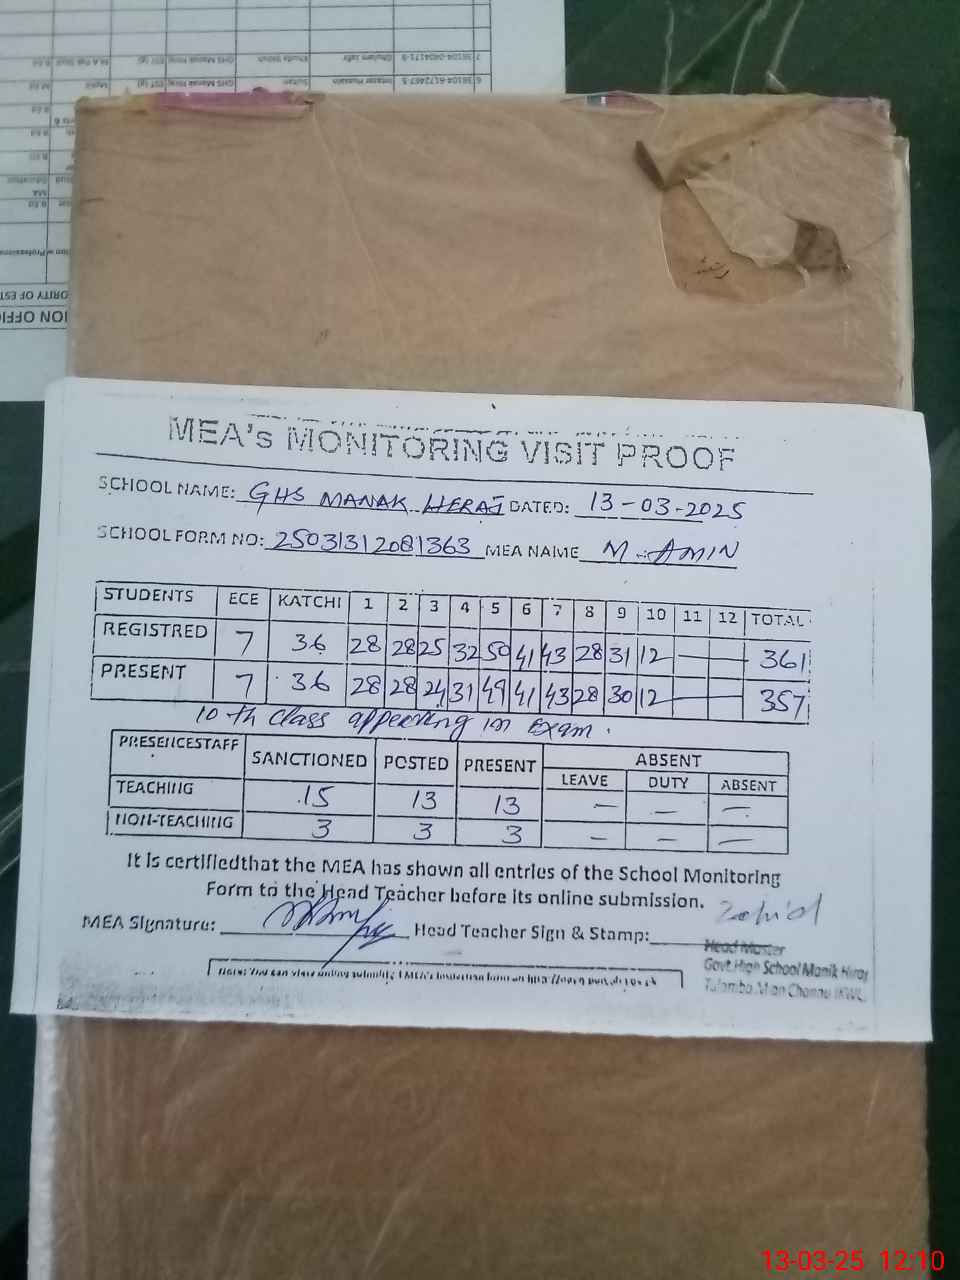 MEA's MONITORING VISIT PROOF
SCHOOL NAME: GHS MANAK HERAJ DATED: 13-03-2025
SCHOOL FORM NO: 25031312081363 MEA NAME M. AMIN
STUDENTS ECE KATCHI 1 2 3 4 5 6 7 8 9 10 11 12 TOTAL
REGISTRED 7 36 28 28 25 32 50 41 43 28 31 12 — 361
PRESENT 7 36 28 28 24 31 49 41 43 28 30 12 — 357
10th class appearing in Exam.
PRESENCESTAFF SANCTIONED POSTED PRESENT ABSENT
LEAVE DUTY ABSENT
TEACHING 15 13 13 — — —
NON-TEACHING 3 3 3 — — —
It is certifiedthat the MEA has shown all entries of the School Monitoring
Form to the Head Teacher before its online submission.
MEA Signature: Head Teacher Sign & Stamp: Zahid
Head Master
Govt. High School Manik Hiraj
Tulamba Mian Channu (KWL)
13-03-25 12:10